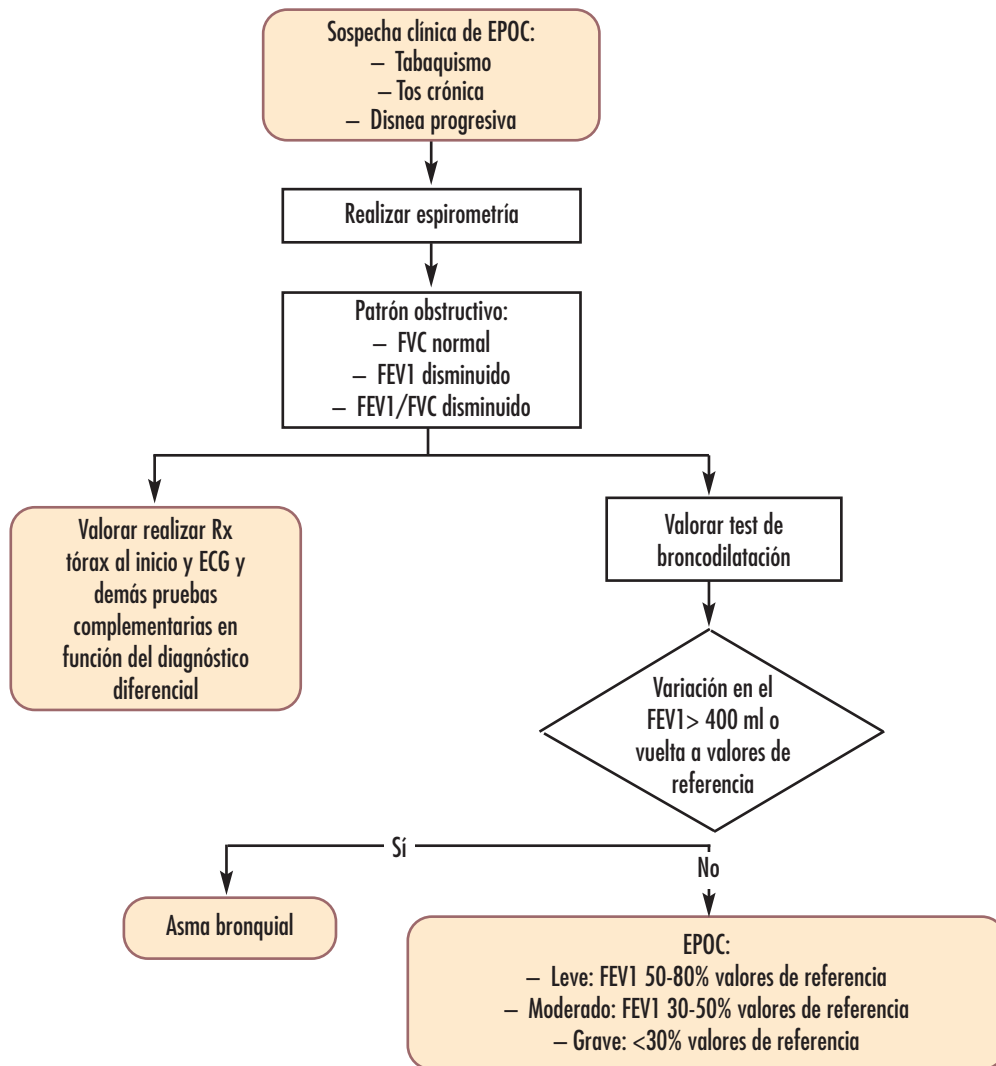 Sospecha clínica de EPOC:
– Tabaquismo
– Tos crónica
– Disnea progresiva
Realizar espirometría
Patrón obstructivo:
– FVC normal
– FEV1 disminuido
– FEV1/FVC disminuido
Valorar realizar Rx
tórax al inicio y ECG y
demás pruebas
complementarias en
función del diagnóstico
diferencial
Valorar test de
broncodilatación
Variación en el
FEV1> 400 ml o
vuelta a valores de
referencia
Sí
No
Asma bronquial
EPOC:
– Leve: FEV1 50-80% valores de referencia
– Moderado: FEV1 30-50% valores de referencia
– Grave: <30% valores de referencia